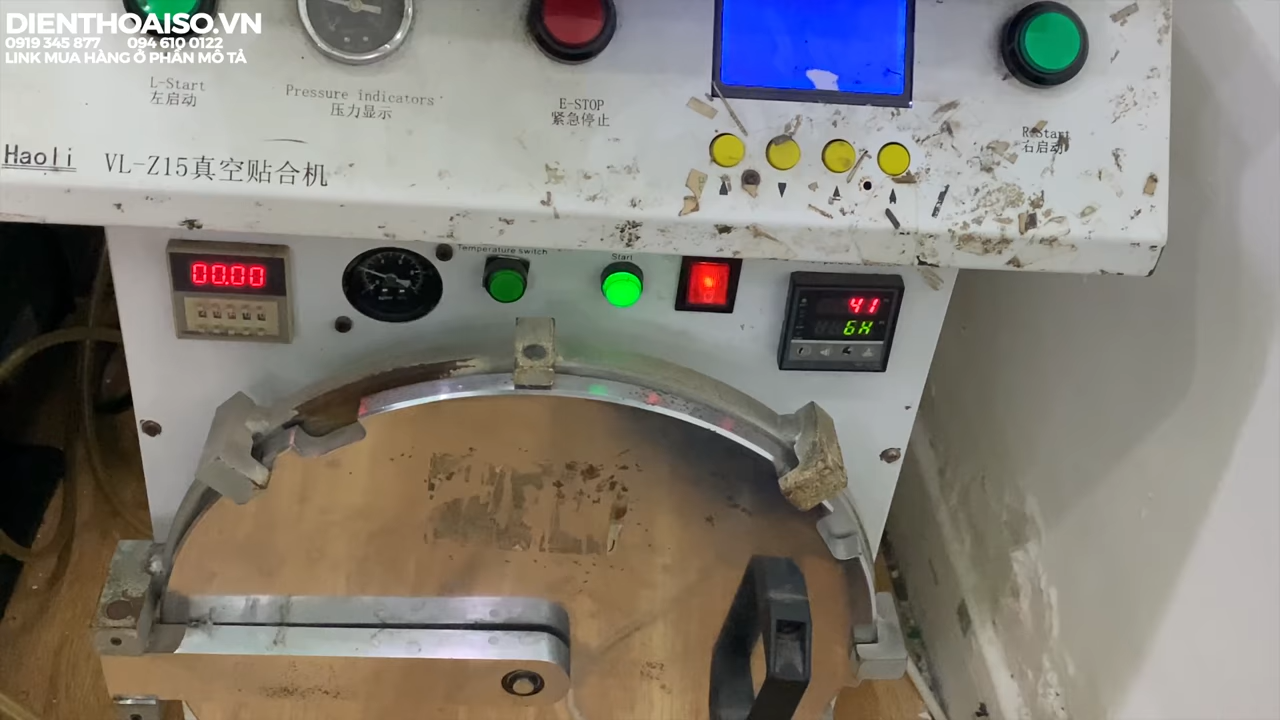 DIENTHOAISO.VN
0919 345 877 094 610 0122
LINK MUA HÀNG Ở PHẦN MÔ TẢ
L-Start
左启动
Pressure indicators
压力显示
E-STOP
紧急停止
R-Start
右启动
Haoli VL-Z15真空贴合机
Temperature switch
Start
00.00
41